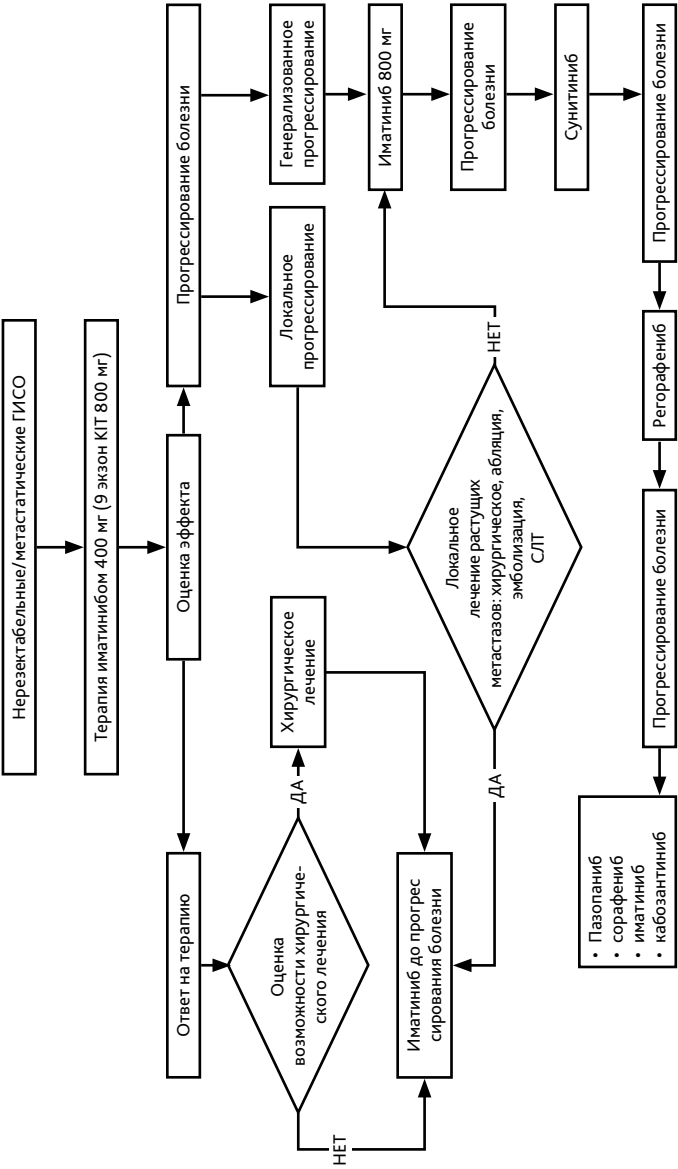 Нерезектабельные/метастатические ГИСО
Терапия иматинибом 400 мг (9 экзон KIT 800 мг)
Оценка эффекта
Ответ на терапию
Прогрессирование болезни
Оценка
возможности хирургиче-
ского лечения
НЕТ
ДА
Хирургическое
лечение
Иматиниб до прогрес
сирования болезни
Локальное
прогрессирование
Генерализованное
прогрессирование
Локальное
лечение растущих
метастазов: хирургическое, абляция,
эмболизация,
СЛТ
ДА
НЕТ
Иматиниб 800 мг
Прогрессирование
болезни
Сунитиниб
Прогрессирование болезни
Регорафениб
Прогрессирование болезни
• Пазопаниб
• сорафениб
• иматиниб
• кабозантиниб